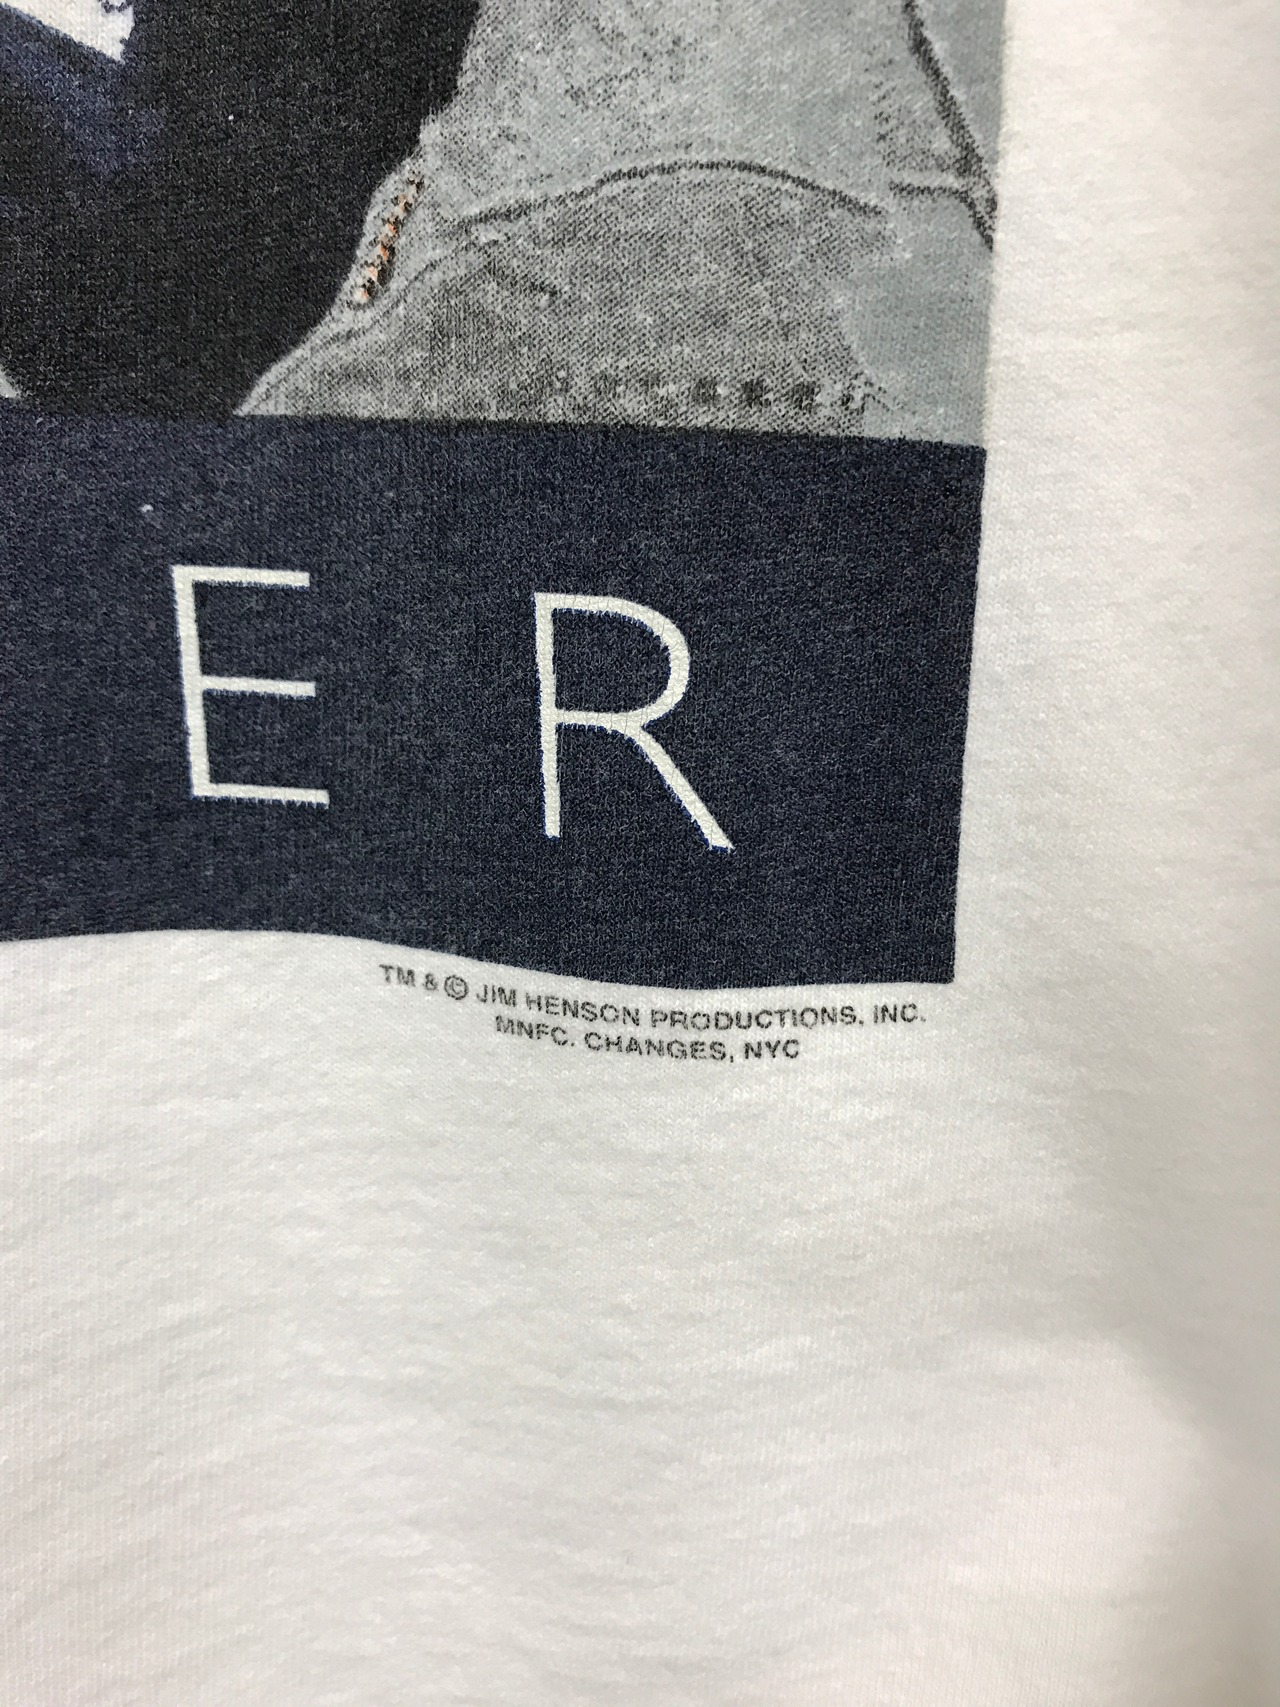 E R
TM & © JIM HENSON PRODUCTIONS, INC.
MNFC. CHANGES, NYC